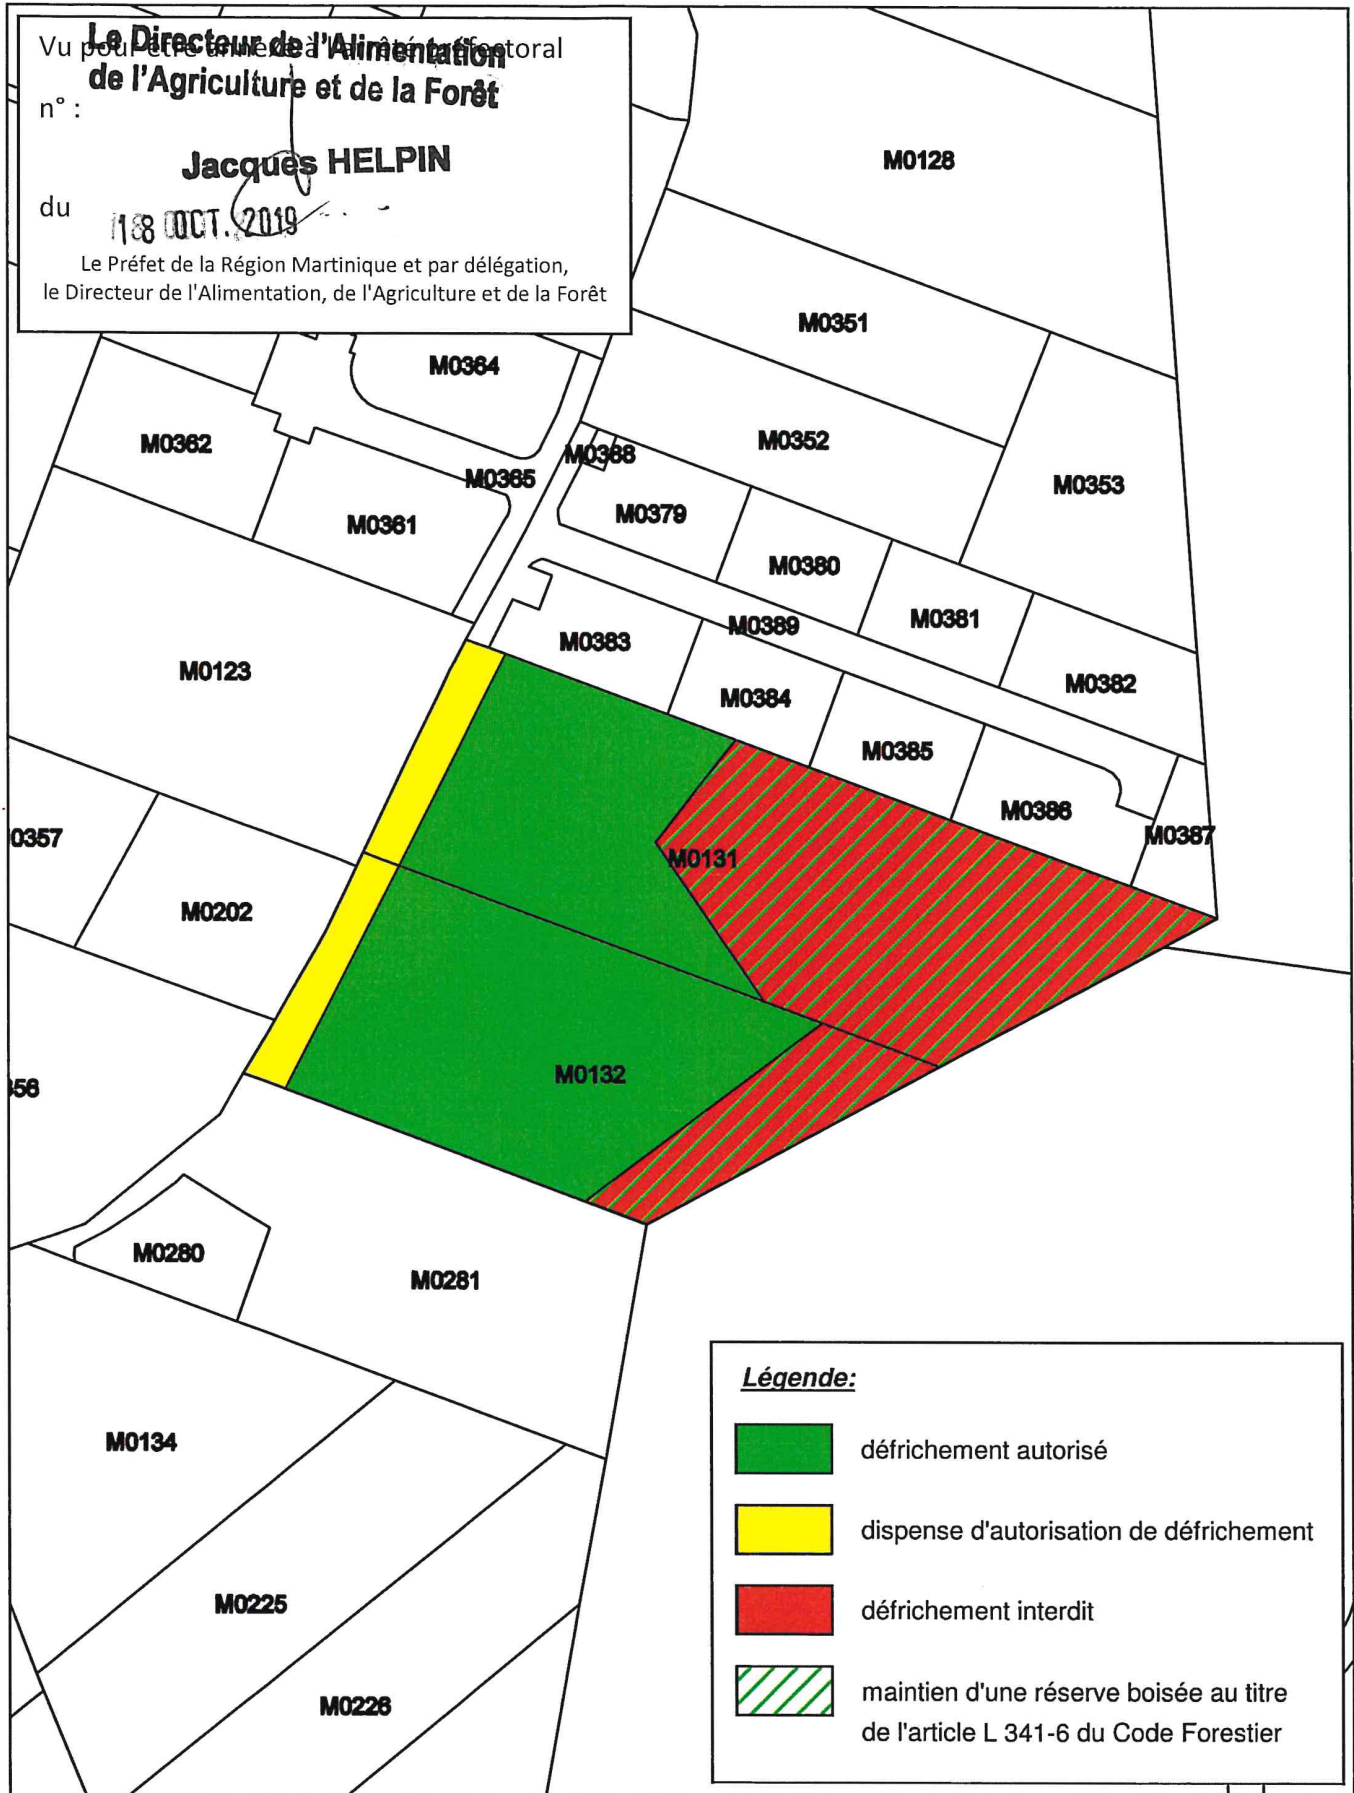 Vu pour être annexé à l'arrêté préfectoral
Le Directeur de l'Alimentation
de l'Agriculture et de la Forêt
n° :
Jacques HELPIN
du
18 OCT. 2019
Le Préfet de la Région Martinique et par délégation,
le Directeur de l'Alimentation, de l'Agriculture et de la Forêt
M0128
M0351
M0364
M0362
M0352
M0388
M0365
M0353
M0379
M0361
M0380
M0381
M0389
M0383
M0123
M0382
M0384
M0385
M0386
M0387
0357
M0131
M0202
M0132
356
M0280
M0281
M0134
M0225
M0226
Légende:
défrichement autorisé
dispense d'autorisation de défrichement
défrichement interdit
maintien d'une réserve boisée au titre
de l'article L 341-6 du Code Forestier